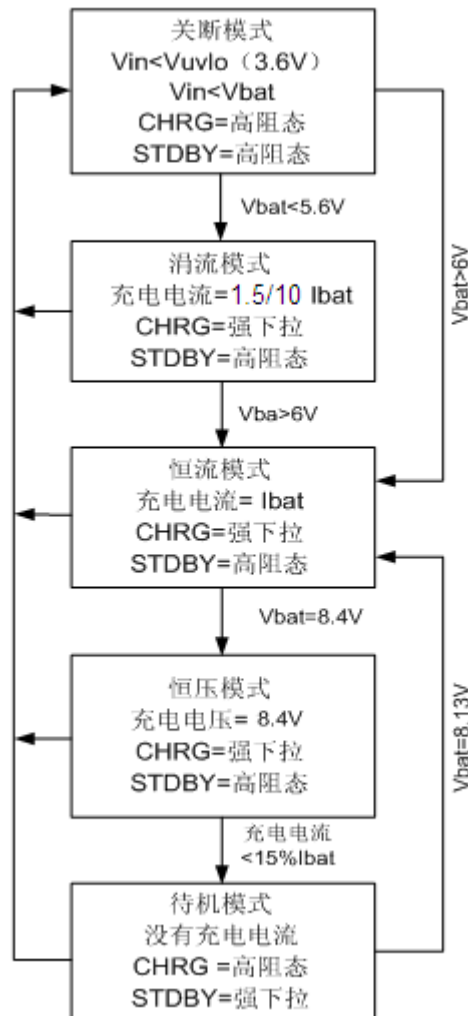 关断模式
Vin<Vuvlo（3.6V）
Vin<Vbat
CHRG=高阻态
STDBY=高阻态
Vbat<5.6V
Vbat>6V
涓流模式
充电电流=1.5/10 Ibat
CHRG=强下拉
STDBY=高阻态
Vba>6V
恒流模式
充电电流= Ibat
CHRG=强下拉
STDBY=高阻态
Vbat=8.4V
Vbat=8.13V
恒压模式
充电电压= 8.4V
CHRG=强下拉
STDBY=高阻态
充电电流
<15%Ibat
待机模式
没有充电电流
CHRG =高阻态
STDBY=强下拉